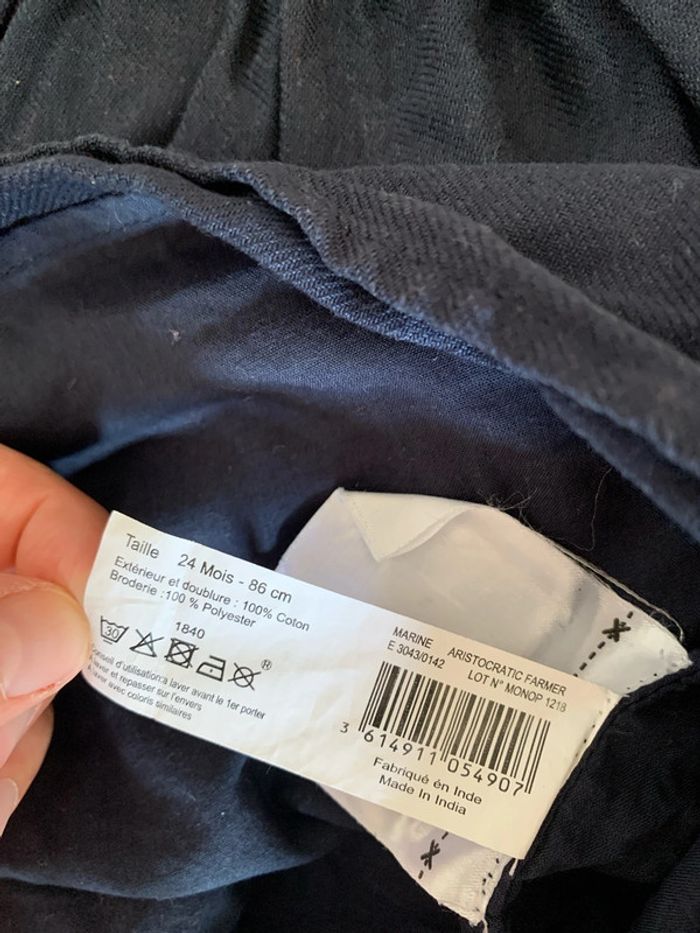 Taille 24 Mois - 86 cm
Extérieur et doublure : 100% Coton
Broderie :100 % Polyester
1840
30
®
Conseil d'utilisation:a laver avant le 1er porter
A laver et repasser sur l'envers
A laver avec coloris similaires
MARINE ARISTOCRATIC FARMER
E 3043/0142 LOT N° MONOP 1218
3 614911 054907
Fabriqué én Inde
Made In India